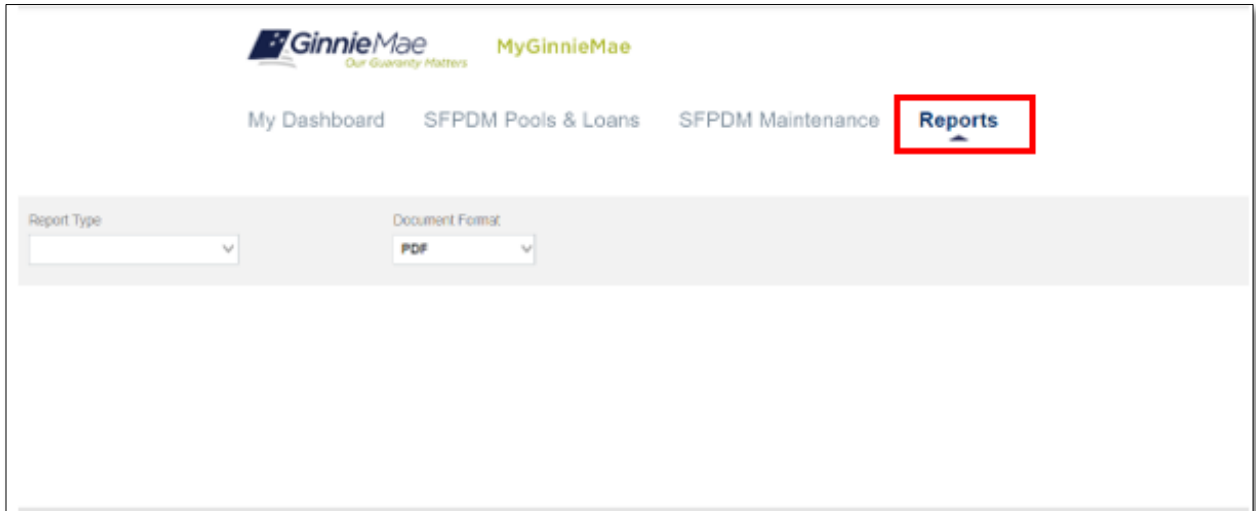 GinnieMae MyGinnieMae
Our Guaranty Matters
My Dashboard SFPDM Pools & Loans SFPDM Maintenance Reports
Report Type Document Format
PDF